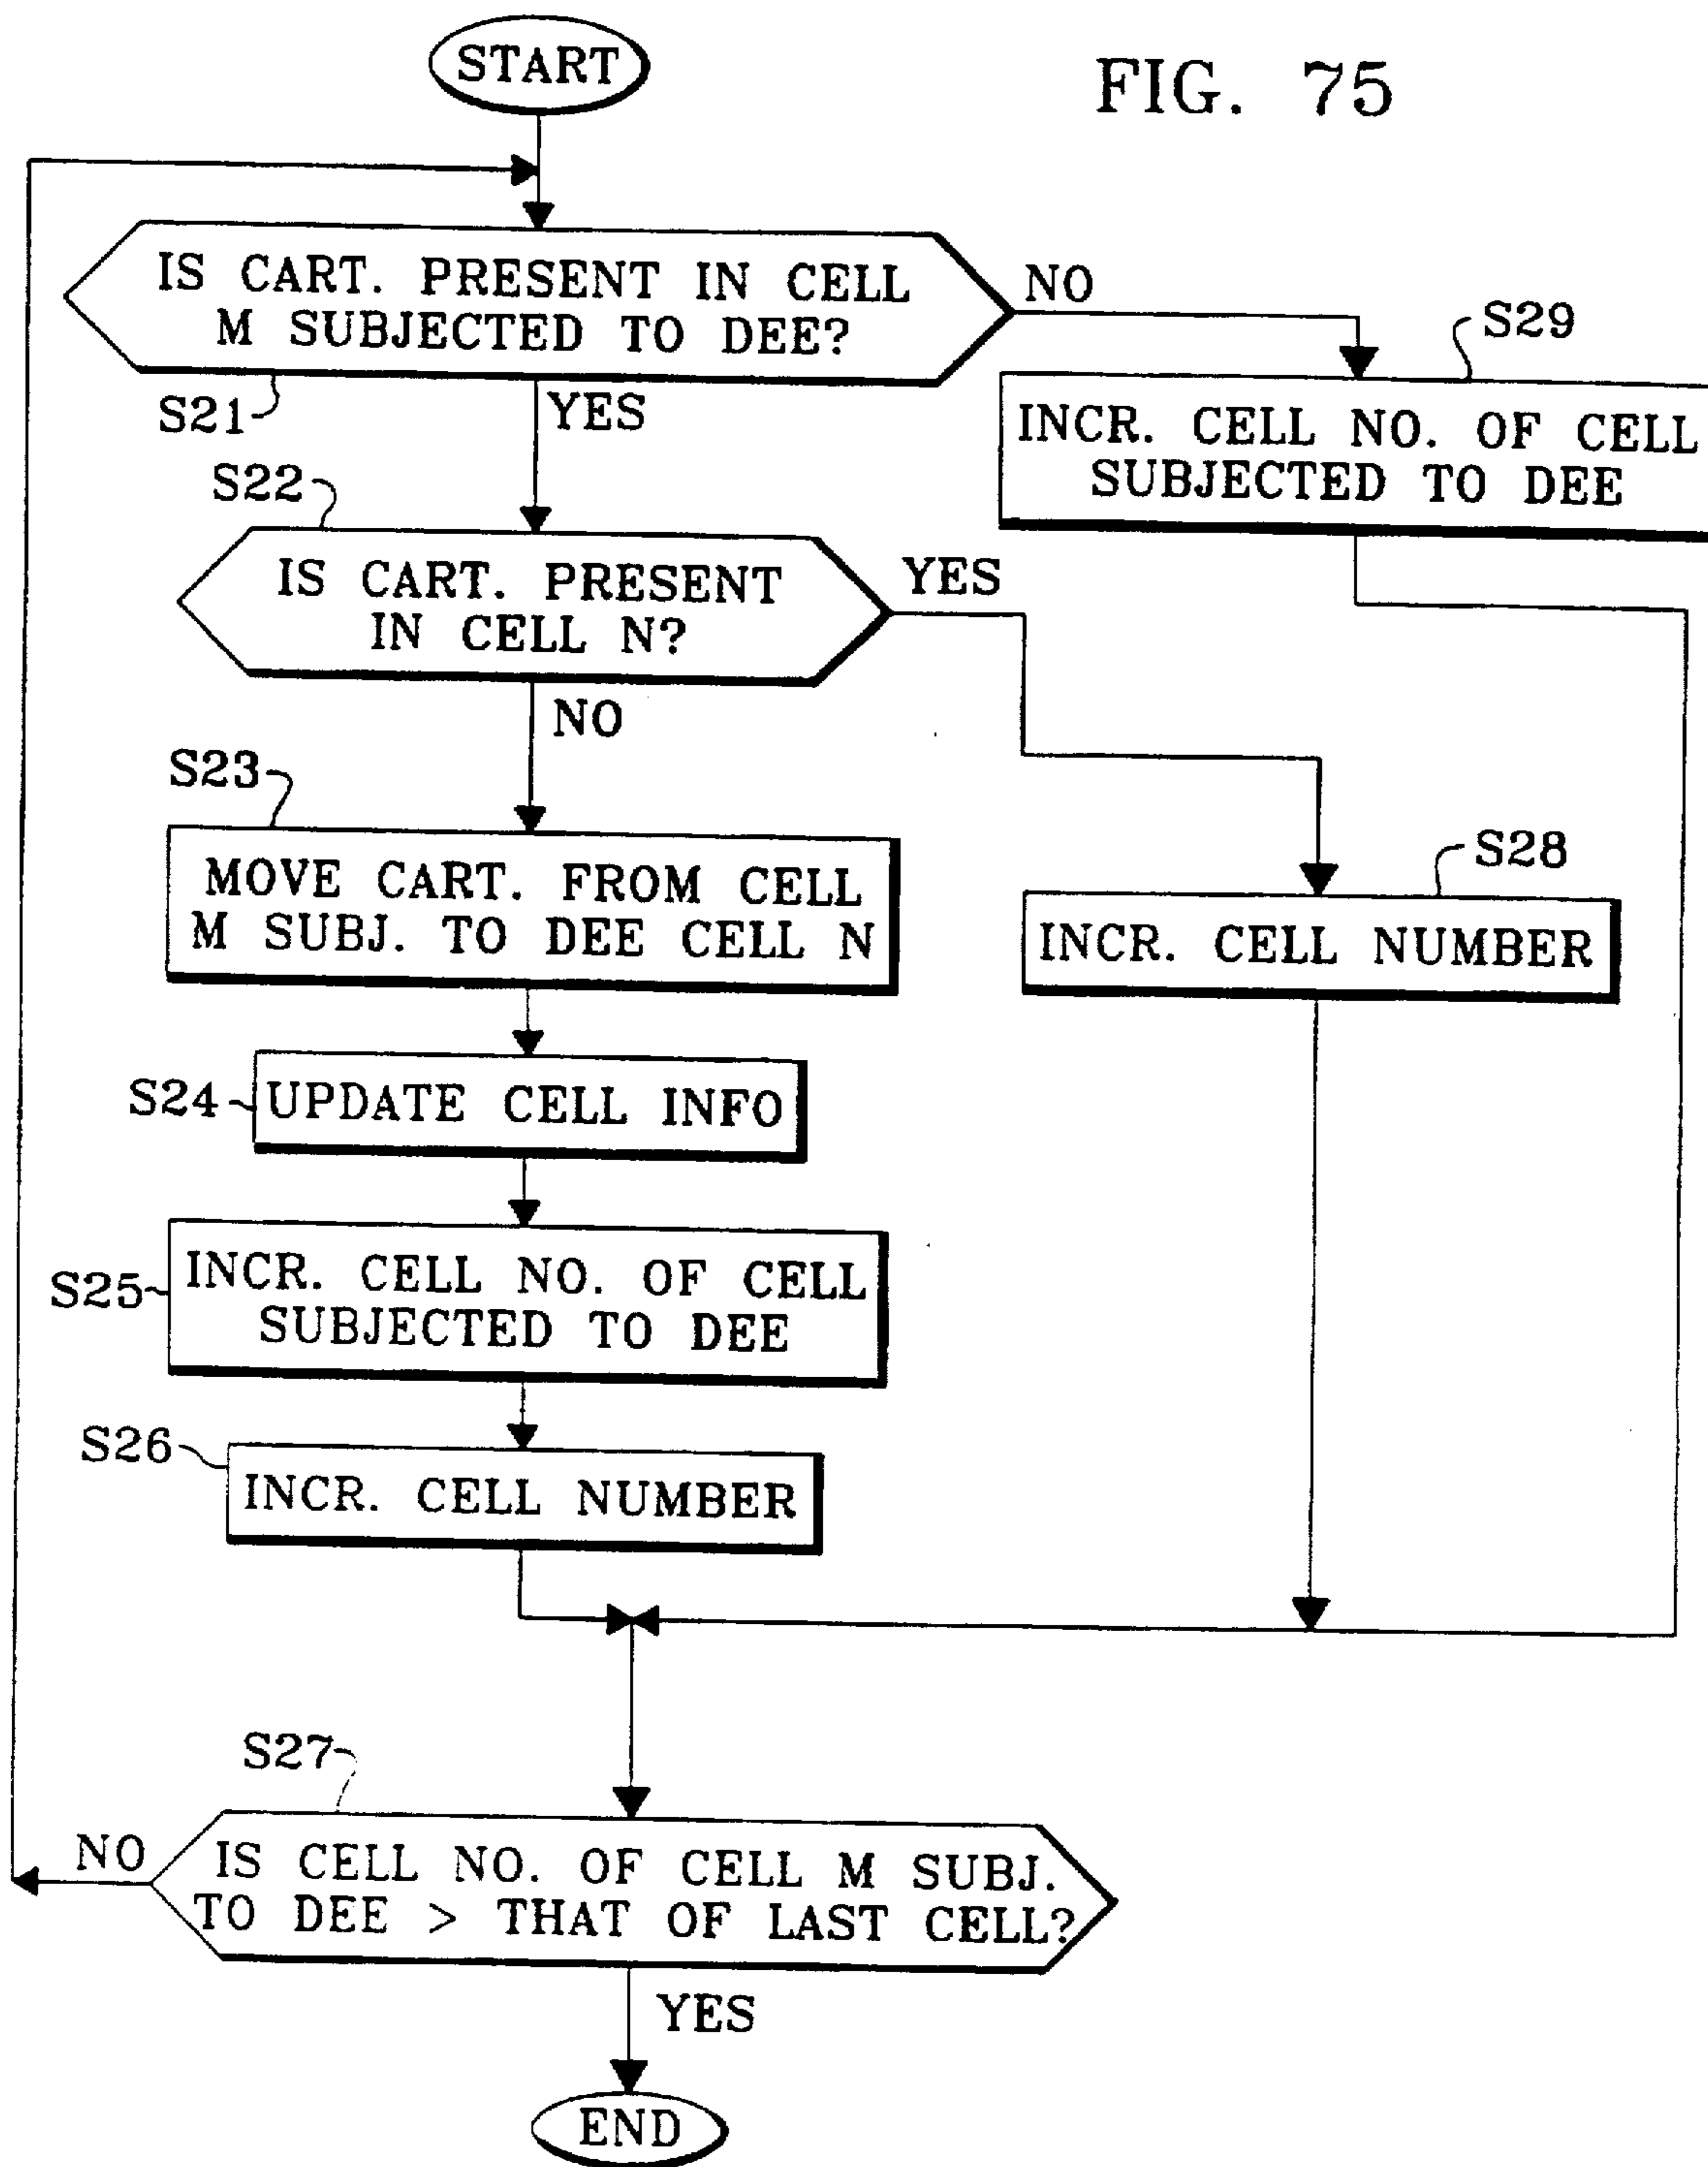 START
FIG. 75
IS CART. PRESENT IN CELL
M SUBJECTED TO DEE?
NO
S21
YES
S29
INCR. CELL NO. OF CELL
SUBJECTED TO DEE
S22
IS CART. PRESENT
IN CELL N?
YES
NO
S23
MOVE CART. FROM CELL
M SUBJ. TO DEE CELL N
S28
INCR. CELL NUMBER
S24
UPDATE CELL INFO
S25
INCR. CELL NO. OF CELL
SUBJECTED TO DEE
S26
INCR. CELL NUMBER
S27
NO
IS CELL NO. OF CELL M SUBJ.
TO DEE > THAT OF LAST CELL?
YES
END